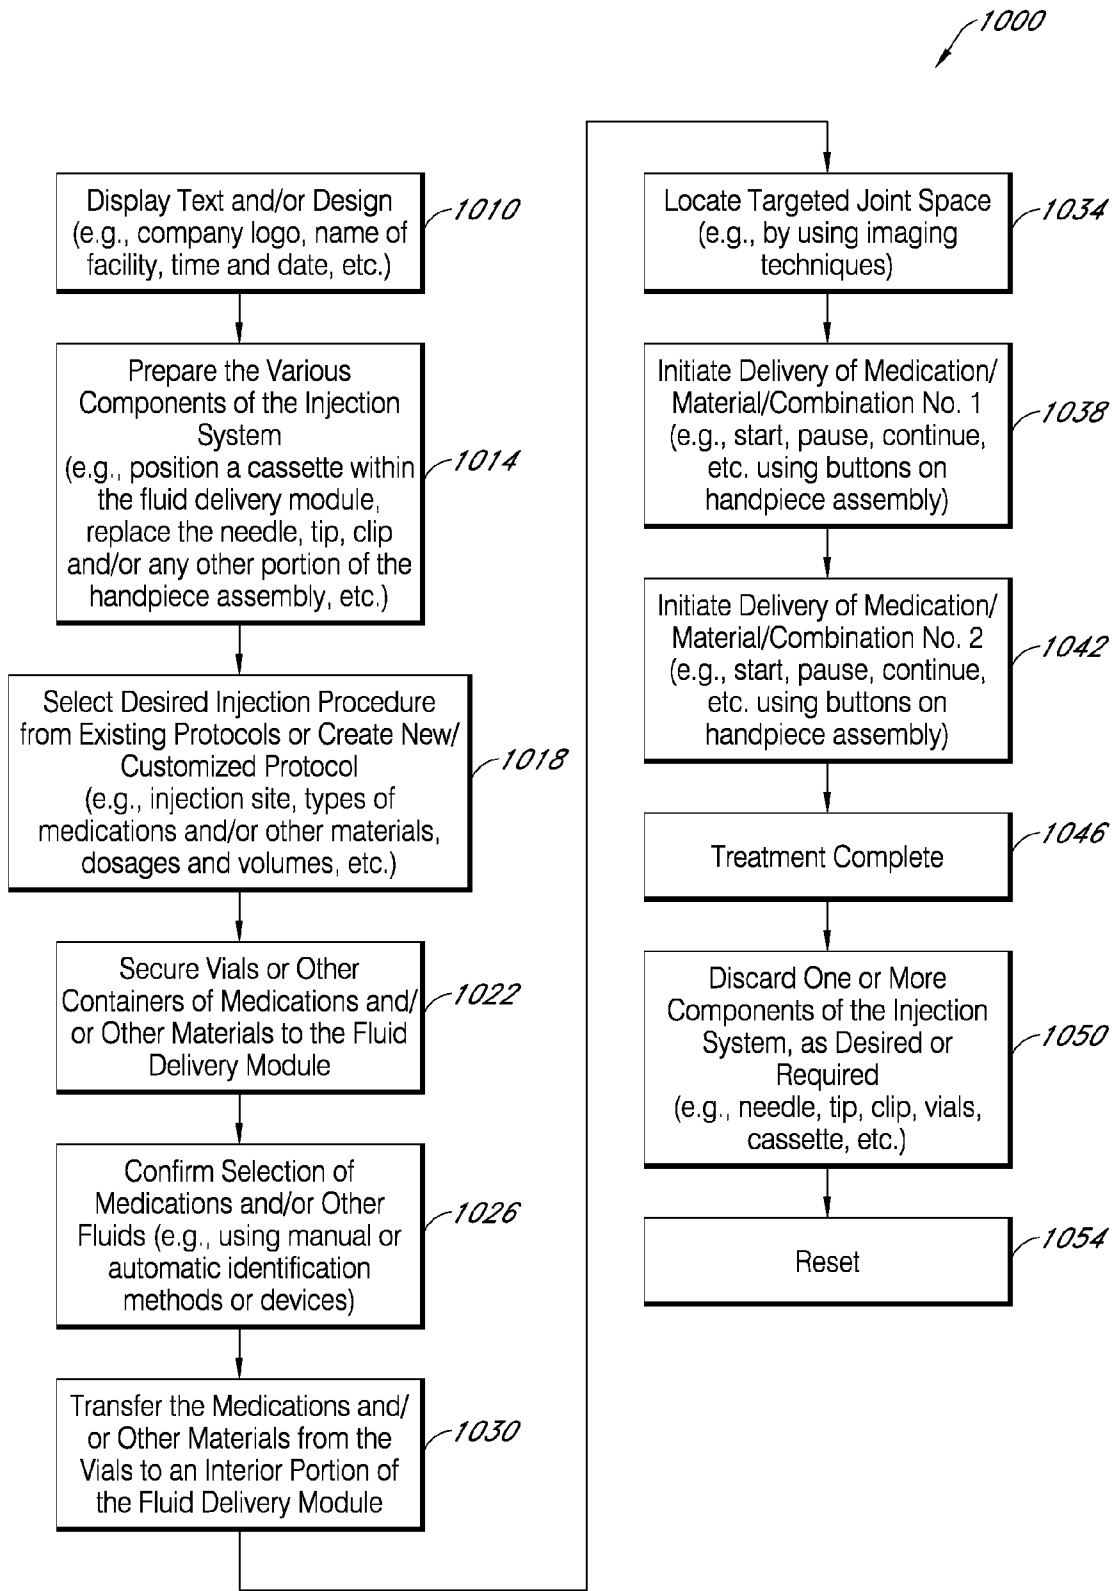 1000
Display Text and/or Design
(e.g., company logo, name of
facility, time and date, etc.)
1010
Prepare the Various
Components of the Injection
System
(e.g., position a cassette within
the fluid delivery module,
replace the needle, tip, clip
and/or any other portion of the
handpiece assembly, etc.)
1014
Select Desired Injection Procedure
from Existing Protocols or Create New/
Customized Protocol
(e.g., injection site, types of
medications and/or other materials,
dosages and volumes, etc.)
1018
Secure Vials or Other
Containers of Medications and/
or Other Materials to the Fluid
Delivery Module
1022
Confirm Selection of
Medications and/or Other
Fluids (e.g., using manual or
automatic identification
methods or devices)
1026
Transfer the Medications and/
or Other Materials from the
Vials to an Interior Portion of
the Fluid Delivery Module
1030
Locate Targeted Joint Space
(e.g., by using imaging
techniques)
1034
Initiate Delivery of Medication/
Material/Combination No. 1
(e.g., start, pause, continue,
etc. using buttons on
handpiece assembly)
1038
Initiate Delivery of Medication/
Material/Combination No. 2
(e.g., start, pause, continue,
etc. using buttons on
handpiece assembly)
1042
Treatment Complete
1046
Discard One or More
Components of the Injection
System, as Desired or
Required
(e.g., needle, tip, clip, vials,
cassette, etc.)
1050
Reset
1054